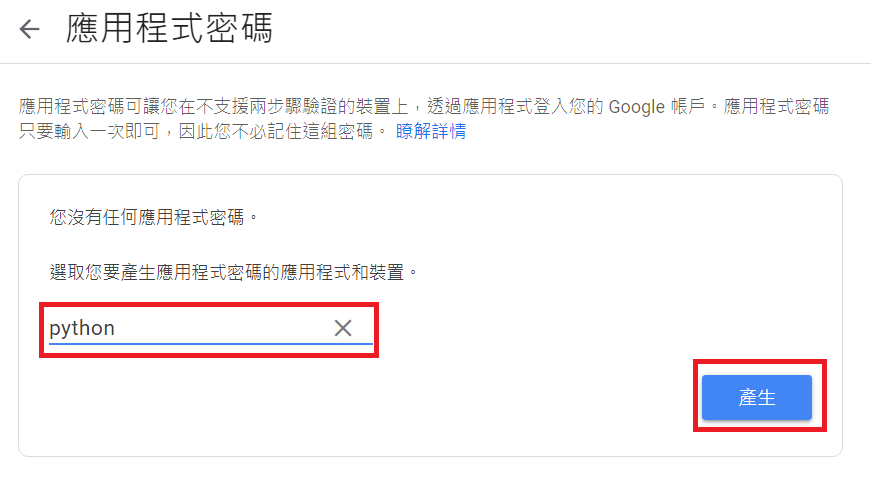 應用程式密碼
應用程式密碼可讓您在不支援兩步驟驗證的裝置上，透過應用程式登入您的 Google 帳戶。應用程式密碼
只要輸入一次即可，因此您不必記住這組密碼。 瞭解詳情
您沒有任何應用程式密碼。
選取您要產生應用程式密碼的應用程式和裝置。
python
產生